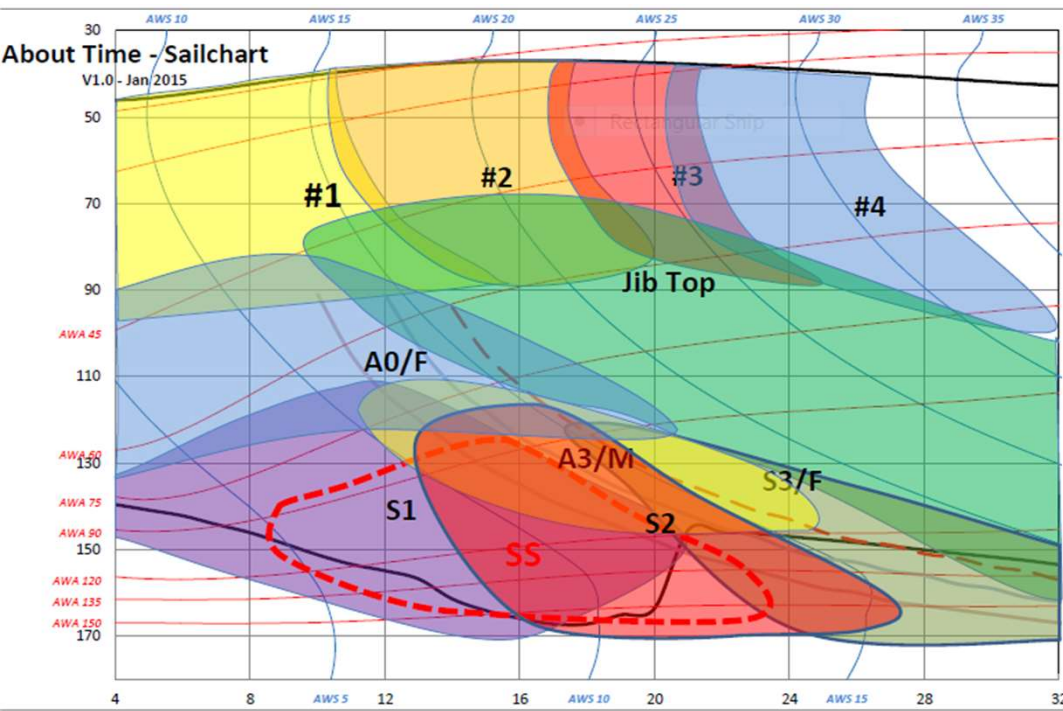 AWS 10 AWS 15 AWS 20 AWS 25 AWS 30 AWS 35
30
About Time - Sailchart
V1.0 - Jan 2015
50
Rectangular Snip
#1
#2
#3
#4
70
Jib Top
90
AWA 45
A0/F
110
AWA 60
130
A3/M
S3/F
AWA 75
S1
S2
AWA 90
150
SS
AWA 120
AWA 135
AWA 150
170
4 8 12 16 20 24 28 32
AWS 5 AWS 10 AWS 15